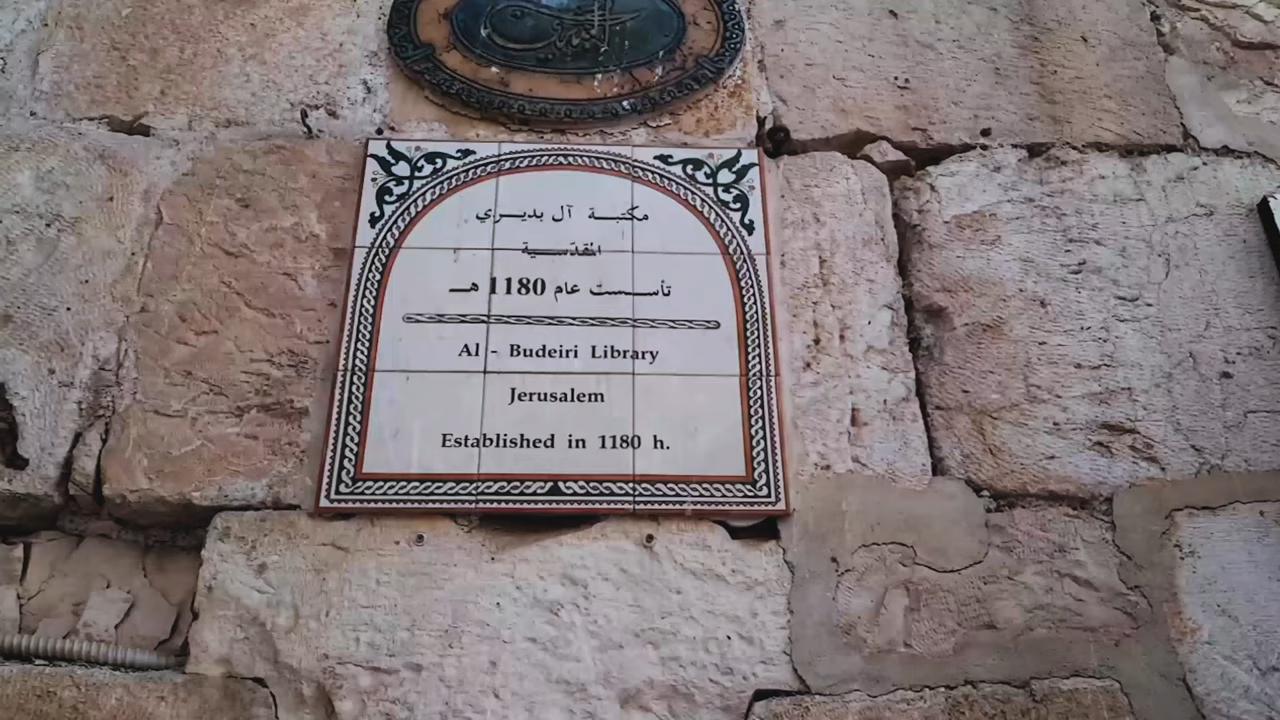 مكتبة آل بديري
المقدسية
تأسست عام 1180 هـ
Al - Budeiri Library
Jerusalem
Established in 1180 h.